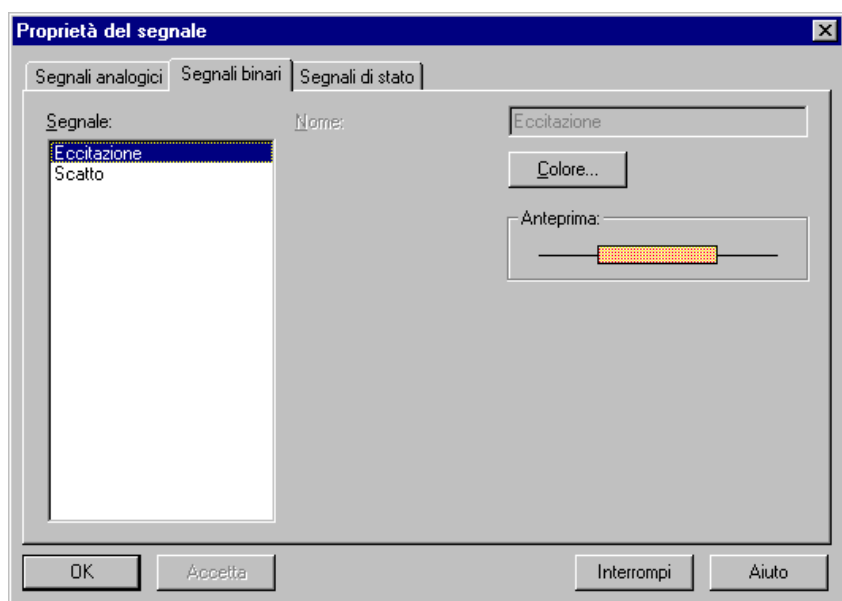 Proprietà del segnale
Segnali analogici Segnali binari Segnali di stato
Segnale: Nome: Eccitazione
Eccitazione
Scatto
Colore...
Anteprima:
OK Accetta Interrompi Aiuto